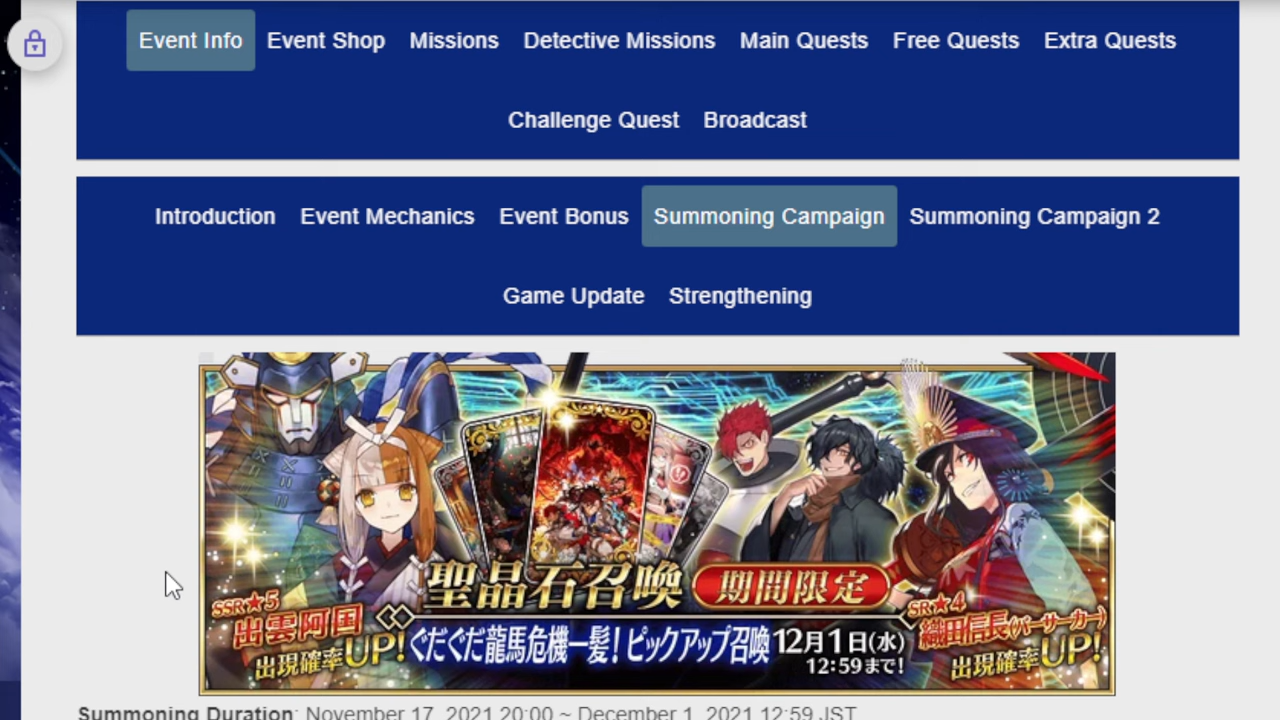 Event Info Event Shop Missions Detective Missions Main Quests Free Quests Extra Quests
Challenge Quest Broadcast
Introduction Event Mechanics Event Bonus Summoning Campaign Summoning Campaign 2
Game Update Strengthening
聖晶石召喚 期間限定
SSR★5
出雲阿国
出現確率UP!
ぐだぐだ龍馬危機一髪! ピックアップ召喚
12月1日(水)
12:59まで!
SR★4
織田信長(バーサーカー)
出現確率UP!
Summoning Duration: November 17, 2021 20:00 ~ December 1, 2021 12:59 JST